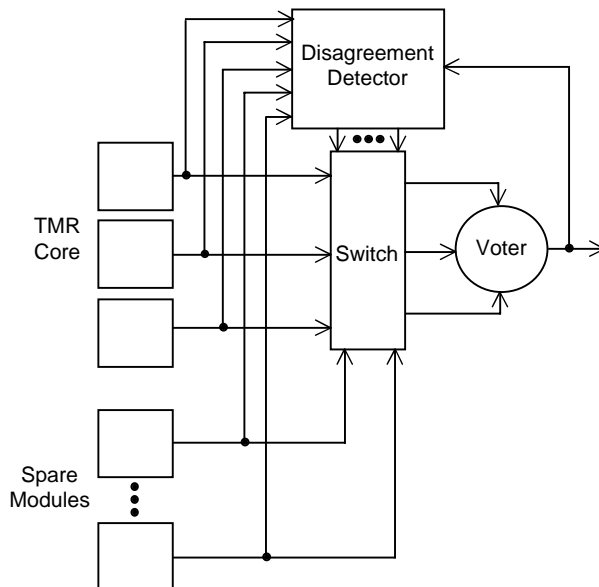 Disagreement
Detector
TMR
Core
Switch
Voter
Spare
Modules